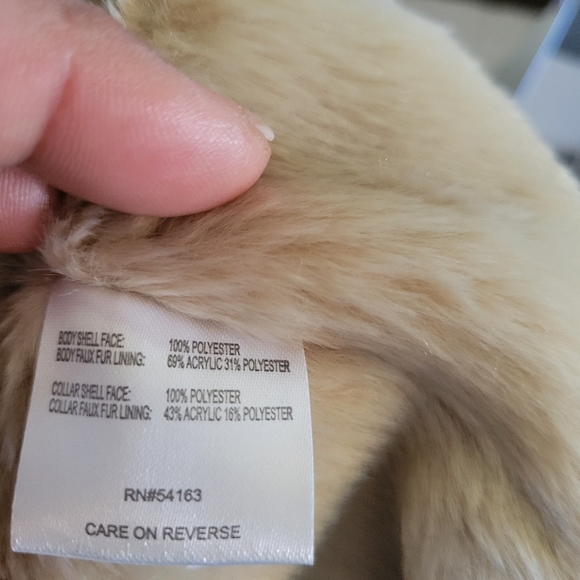 BODY SHELL FACE: 100% POLYESTER
BODY FAUX FUR LINING: 69% ACRYLIC 31% POLYESTER
COLLAR SHELL FACE: 100% POLYESTER
COLLAR FAUX FUR LINING: 43% ACRYLIC 16% POLYESTER
RN#54163
CARE ON REVERSE